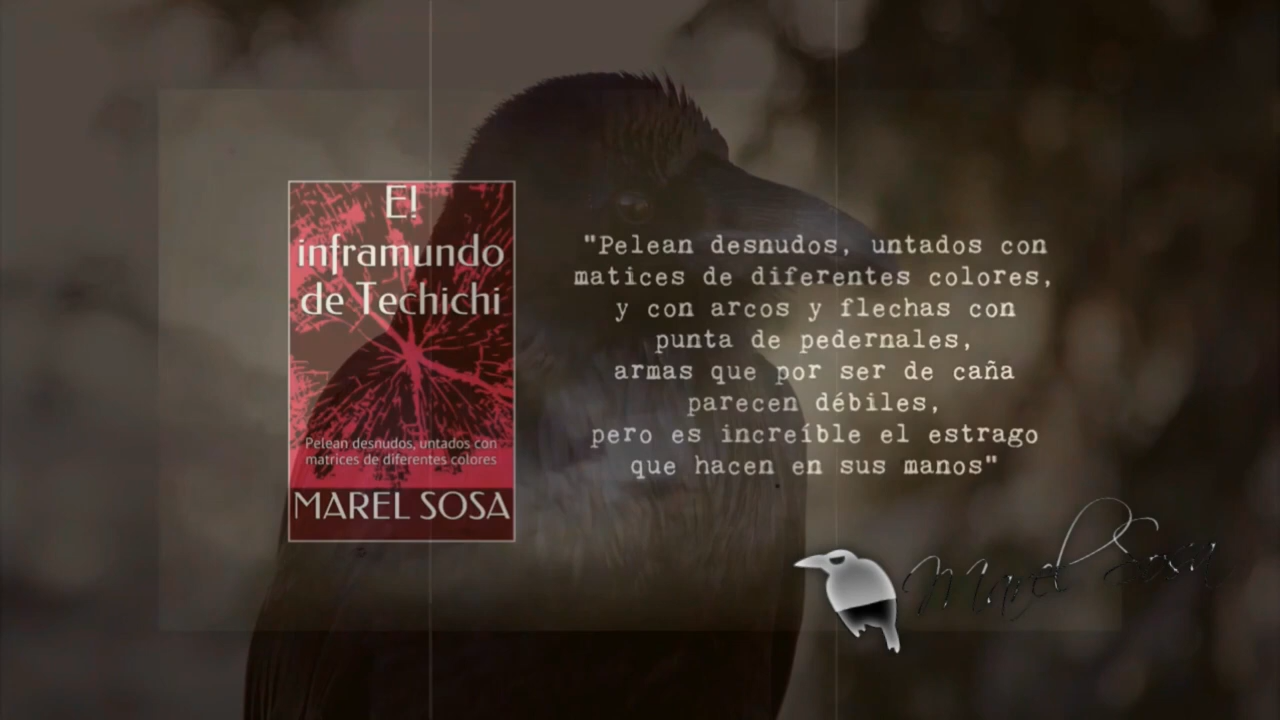 El
inframundo
de Techichi
Pelean desnudos, untados con
matrices de diferentes colores
MAREL SOSA
"Pelean desnudos, untados con
matices de diferentes colores,
y con arcos y flechas con
punta de pedernales,
armas que por ser de caña
parecen débiles,
pero es increíble el estrago
que hacen en sus manos"
Marel Sosa